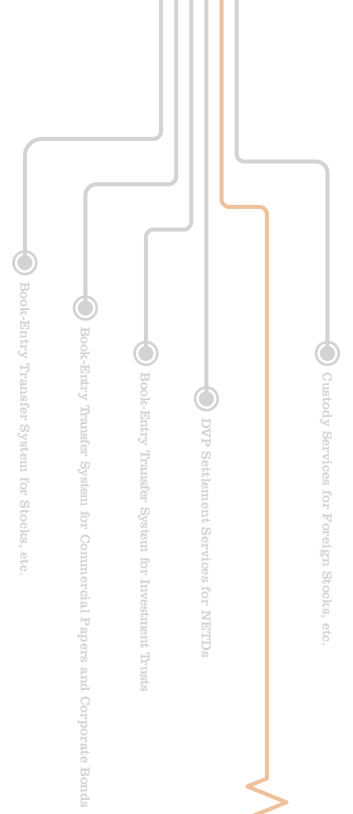 Book-Entry Transfer System for Stocks, etc.
Book-Entry Transfer System for Commercial Papers and Corporate Bonds
Book-Entry Transfer System for Investment Trusts
DVP Settlement Services for NETDs
Custody Services for Foreign Stocks, etc.